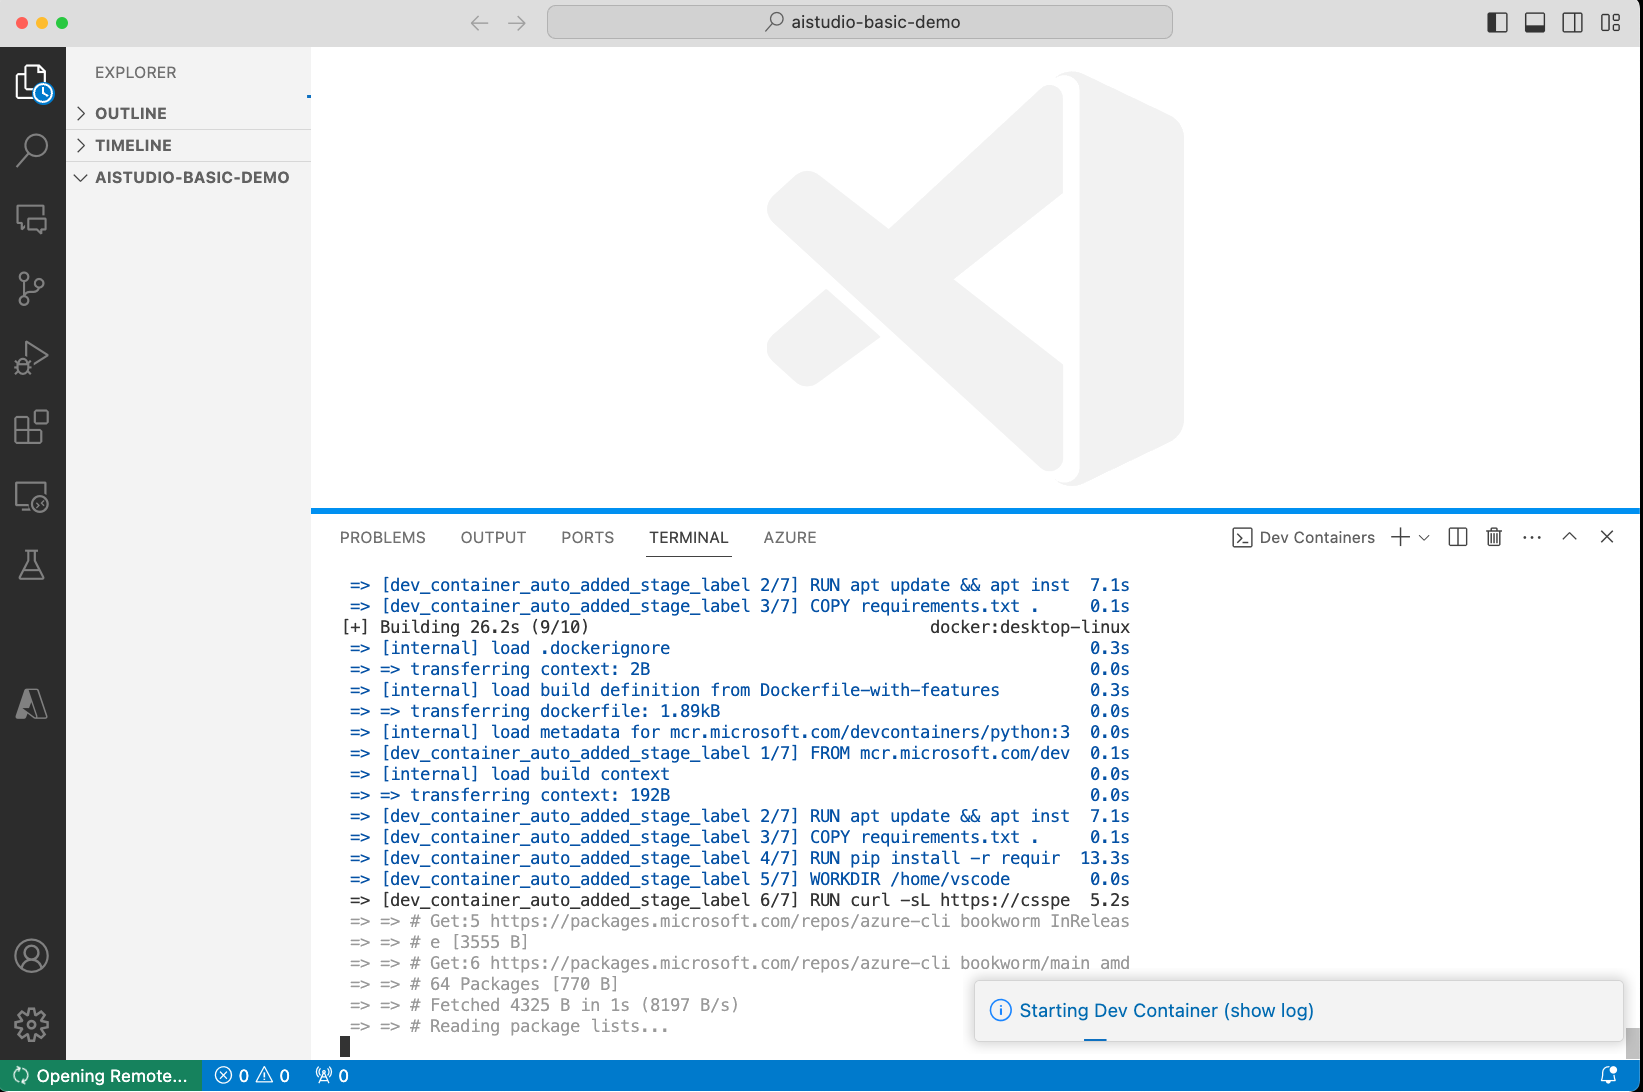 aistudio-basic-demo
EXPLORER
OUTLINE
TIMELINE
AISTUDIO-BASIC-DEMO
PROBLEMS OUTPUT PORTS TERMINAL AZURE Dev Containers
=> [dev_container_auto_added_stage_label 2/7] RUN apt update && apt inst 7.1s
=> [dev_container_auto_added_stage_label 3/7] COPY requirements.txt . 0.1s
[+] Building 26.2s (9/10) docker:desktop-linux
=> [internal] load .dockerignore 0.3s
=> => transferring context: 2B 0.0s
=> [internal] load build definition from Dockerfile-with-features 0.3s
=> => transferring dockerfile: 1.89kB 0.0s
=> [internal] load metadata for mcr.microsoft.com/devcontainers/python:3 0.0s
=> [dev_container_auto_added_stage_label 1/7] FROM mcr.microsoft.com/dev 0.1s
=> [internal] load build context 0.0s
=> => transferring context: 192B 0.0s
=> [dev_container_auto_added_stage_label 2/7] RUN apt update && apt inst 7.1s
=> [dev_container_auto_added_stage_label 3/7] COPY requirements.txt . 0.1s
=> [dev_container_auto_added_stage_label 4/7] RUN pip install -r requir 13.3s
=> [dev_container_auto_added_stage_label 5/7] WORKDIR /home/vscode 0.0s
=> [dev_container_auto_added_stage_label 6/7] RUN curl -sL https://csspe 5.2s
=> => # Get:5 https://packages.microsoft.com/repos/azure-cli bookworm InReleas
=> => # e [3555 B]
=> => # Get:6 https://packages.microsoft.com/repos/azure-cli bookworm/main amd
=> => # 64 Packages [770 B]
=> => # Fetched 4325 B in 1s (8197 B/s)
=> => # Reading package lists...
Starting Dev Container (show log)
Opening Remote... 0 0 0